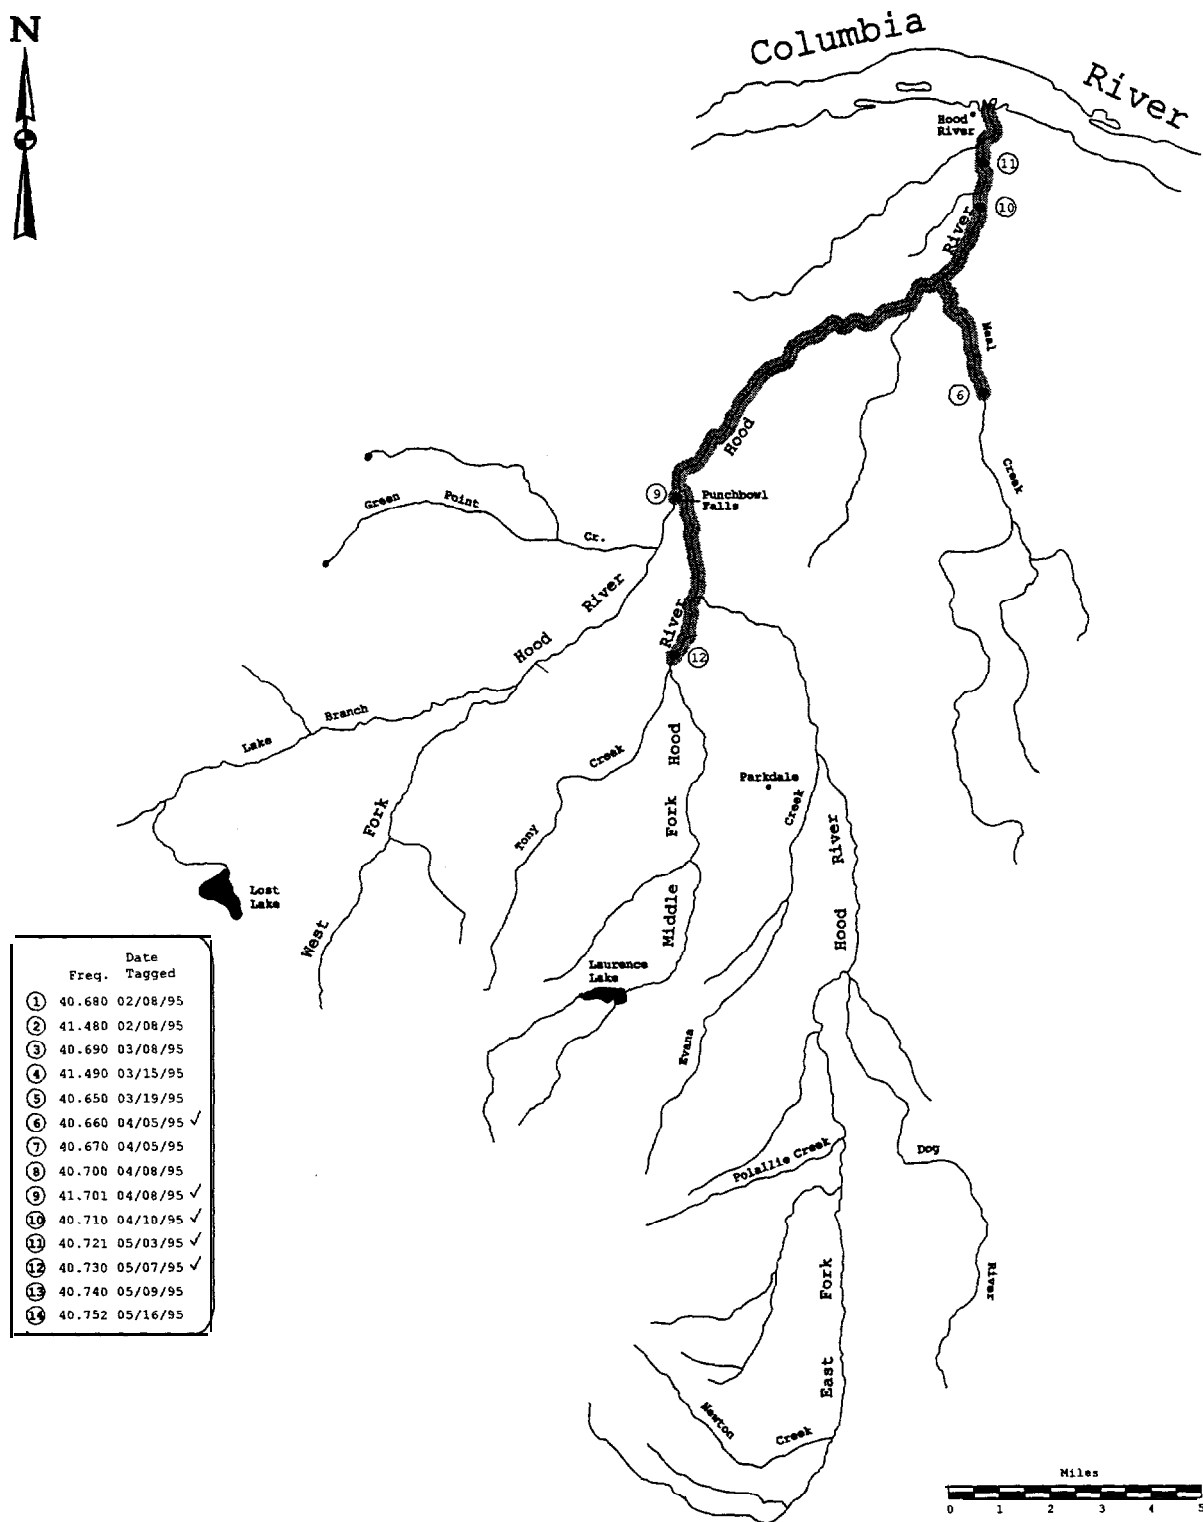 N
Columbia
River
Hood
River
11
10
River
Neal
6
Hood
Creek
9
Punchbowl
Falls
Green Point Cr.
River
Hood
River
12
Branch
Lake
Creek
Tony
Hood
Fork
Middle
Parkdale
Creek
River
Hood
Fork
West
Lost
Lake
Laurence
Lake
Evans
Polallie Creek
Dog
River
Fork
East
Newton
Creek
Date
Freq. Tagged
1 40.680 02/08/95
2 41.480 02/08/95
3 40.690 03/08/95
4 41.490 03/15/95
5 40.650 03/19/95
6 40.660 04/05/95 ✓
7 40.670 04/05/95
8 40.700 04/08/95
9 41.701 04/08/95 ✓
10 40.710 04/10/95 ✓
11 40.721 05/03/95 ✓
12 40.730 05/07/95 ✓
13 40.740 05/09/95
14 40.752 05/16/95
Miles
0 1 2 3 4 5